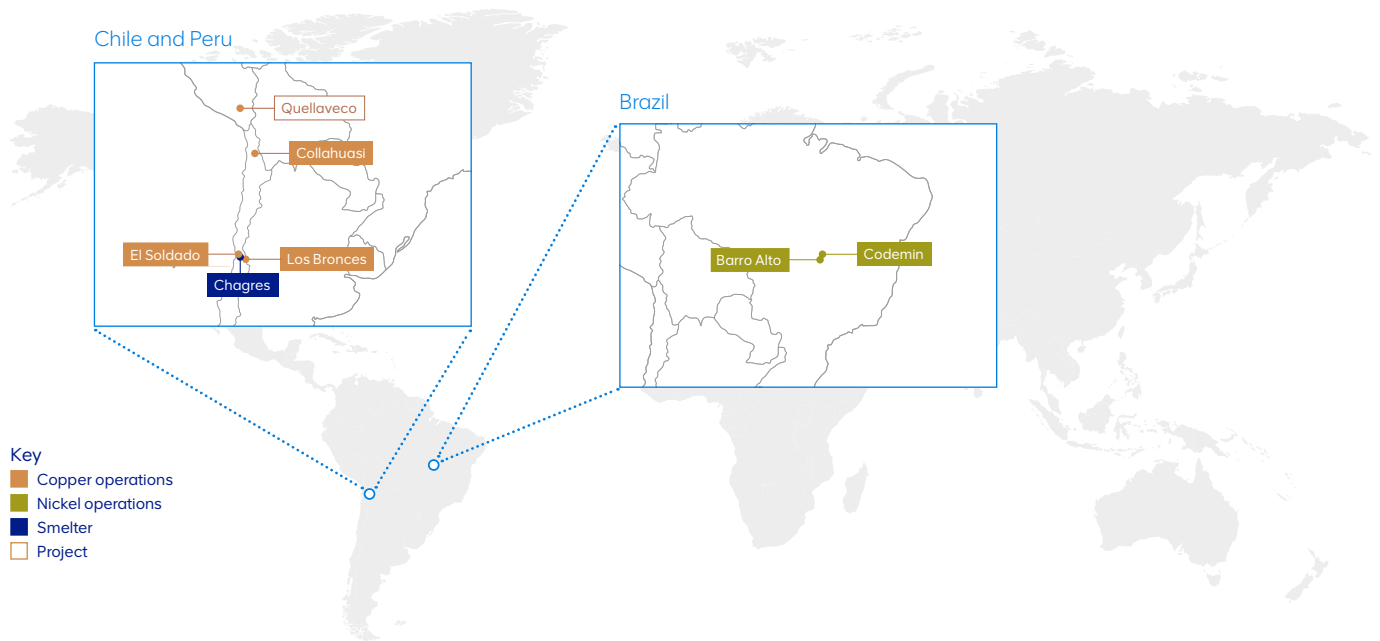 Chile and Peru
Quellaveco
Collahuasi
El Soldado
Los Bronces
Chagres
Brazil
Barro Alto
Codemin
Key
Copper operations
Nickel operations
Smelter
Project